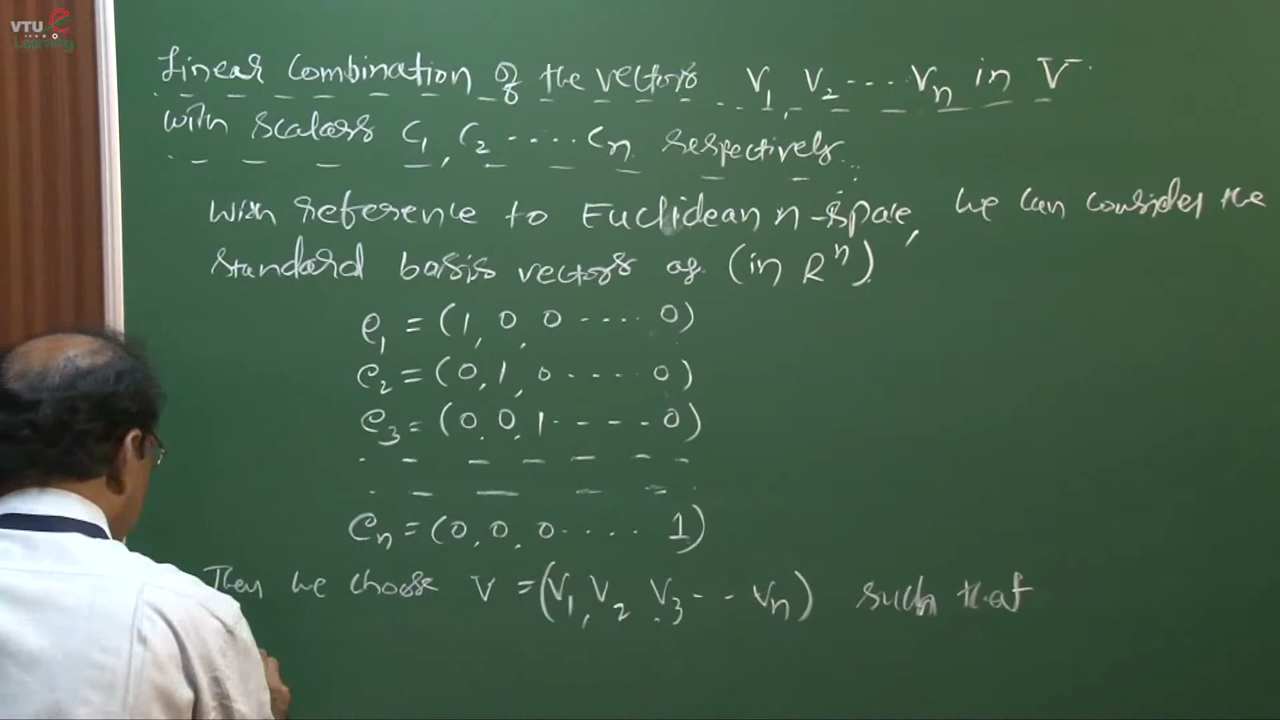 VTU e
Learning
Linear Combination of the vectors V₁, V₂ ---- Vₙ in V.
with scalars C₁, C₂ ----- Cₙ respectively.
With reference to Euclidean n-space, we can consider the
standard basis vectors as (in Rⁿ).
e₁ = (1, 0, 0 ----- 0)
e₂ = (0, 1, 0 ----- 0)
e₃ = (0, 0, 1 ----- 0)
eₙ = (0, 0, 0 ----- 1)
Then we choose V = (V₁, V₂ V₃ -- Vₙ) such that